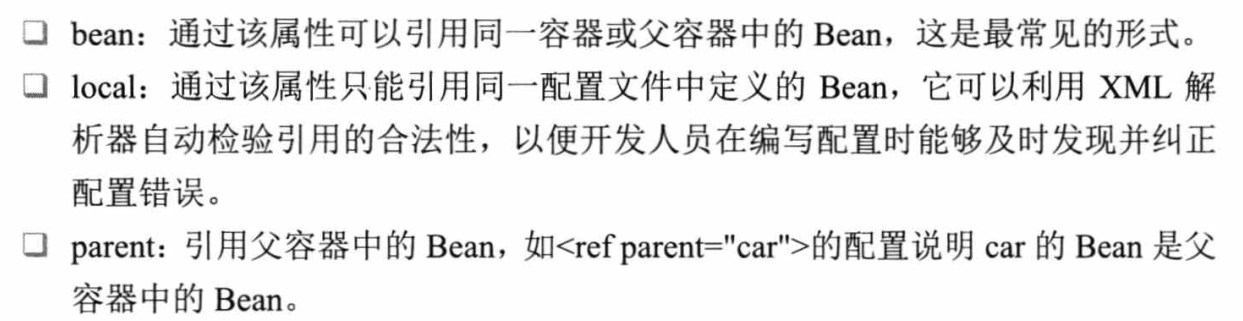 ❑ bean：通过该属性可以引用同一容器或父容器中的 Bean，这是最常见的形式。
❑ local：通过该属性只能引用同一配置文件中定义的 Bean，它可以利用 XML 解
析器自动检验引用的合法性，以便开发人员在编写配置时能够及时发现并纠正
配置错误。
❑ parent：引用父容器中的 Bean，如<ref parent="car">的配置说明 car 的 Bean 是父
容器中的 Bean。